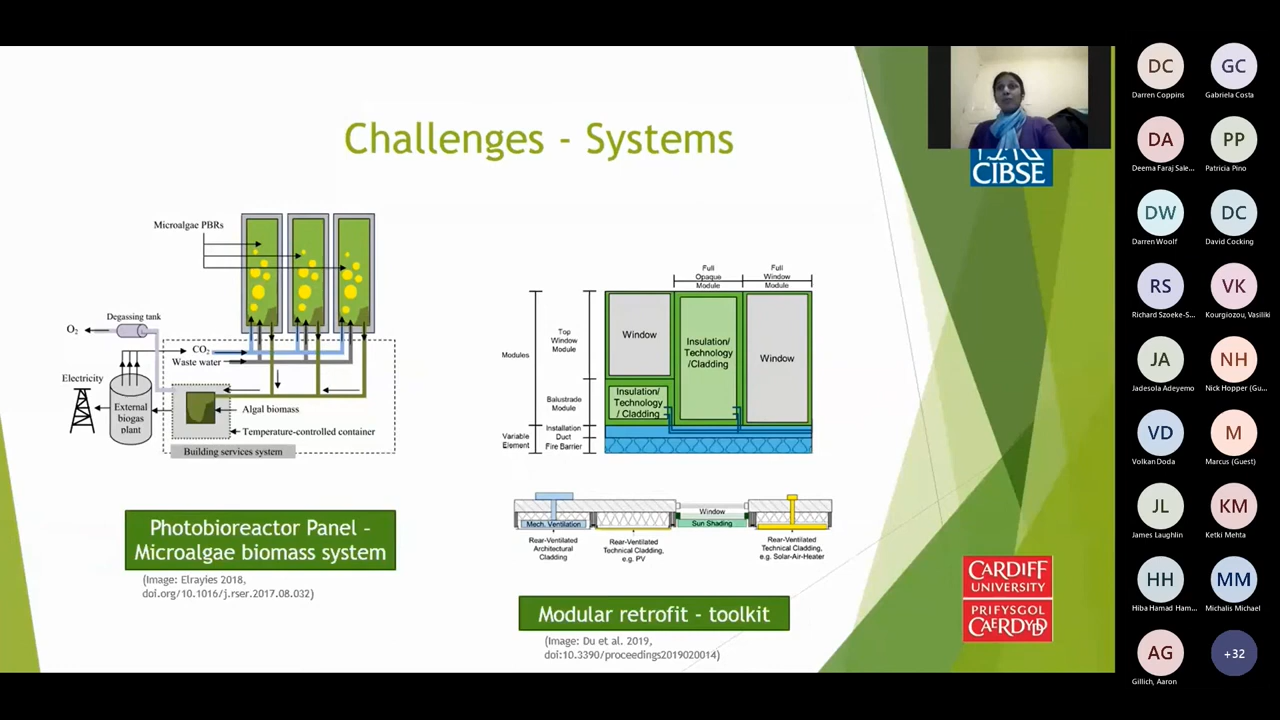 Challenges - Systems
CIBSE
Microalgae PBRs
Degassing tank
O2
CO2
Waste water
Electricity
External
biogas
plant
Algal biomass
Temperature-controlled container
Building services system
Photobioreactor Panel -
Microalgae biomass system
(Image: Elrayies 2018,
doi.org/10.1016/j.rser.2017.08.032)
Full
Opaque
Module
Full
Window
Module
Modules
Top
Window
Module
Balustrade
Module
Variable
Element
Installation
Duct
Fire Barrier
Window
Insulation/
Technology
/Cladding
Window
Insulation/
Technology
/ Cladding
Mech. Ventilation
Window
Sun Shading
Rear-Ventilated
Architectural
Cladding
Rear-Ventilated
Technical Cladding,
e.g. PV
Rear-Ventilated
Technical Cladding,
e.g. Solar-Air-Heater
Modular retrofit - toolkit
(Image: Du et al. 2019,
doi:10.3390/proceedings2019020014)
CARDIFF
UNIVERSITY
PRIFYSGOL
CAERDYDD
DC
Darren Coppins
GC
Gabriela Costa
DA
Deema Faraj Sale...
PP
Patricia Pino
DW
Darren Woolf
DC
David Cocking
RS
Richard Szoeke-S...
VK
Kourgiozou, Vasiliki
JA
Jadesola Adeyemo
NH
Nick Hopper (Gu...
VD
Volkan Doda
M
Marcus (Guest)
JL
James Laughlin
KM
Ketki Mehta
HH
Hiba Hamad Ham...
MM
Michalis Michael
AG
Gillich, Aaron
+32